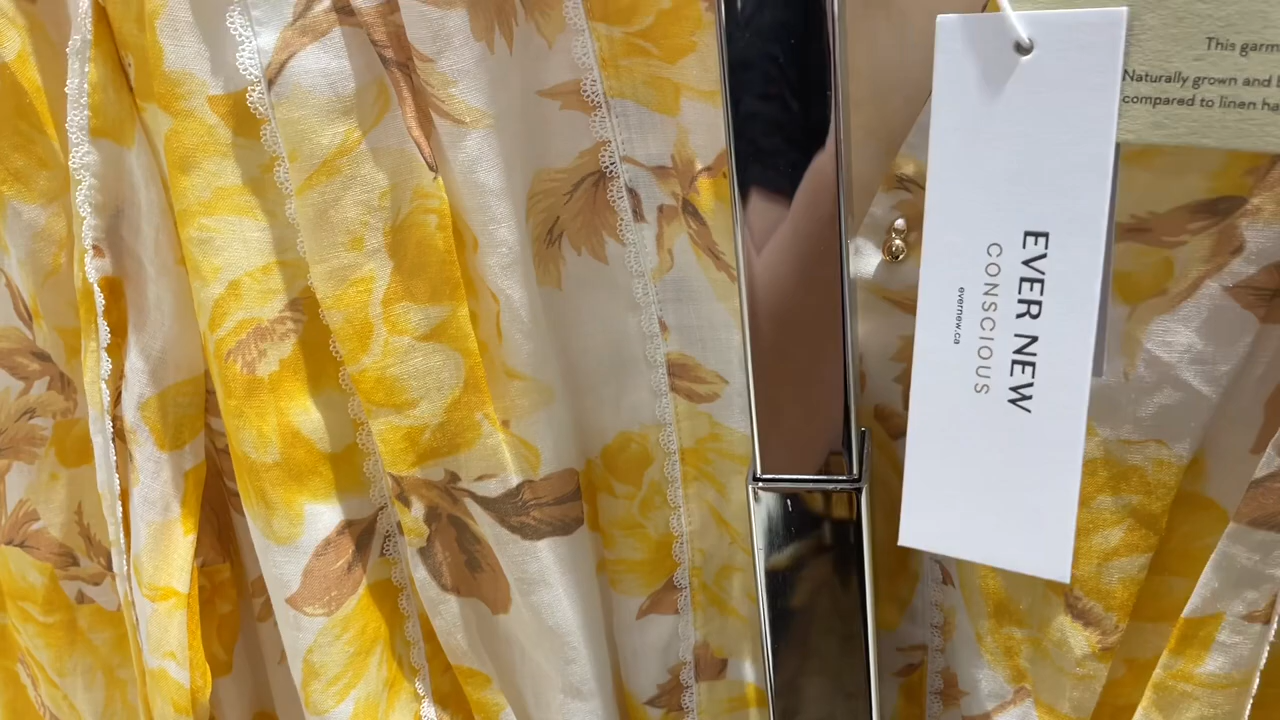 EVER NEW
CONSCIOUS
evernew.ca
This garm
Naturally grown and
compared to linen ha